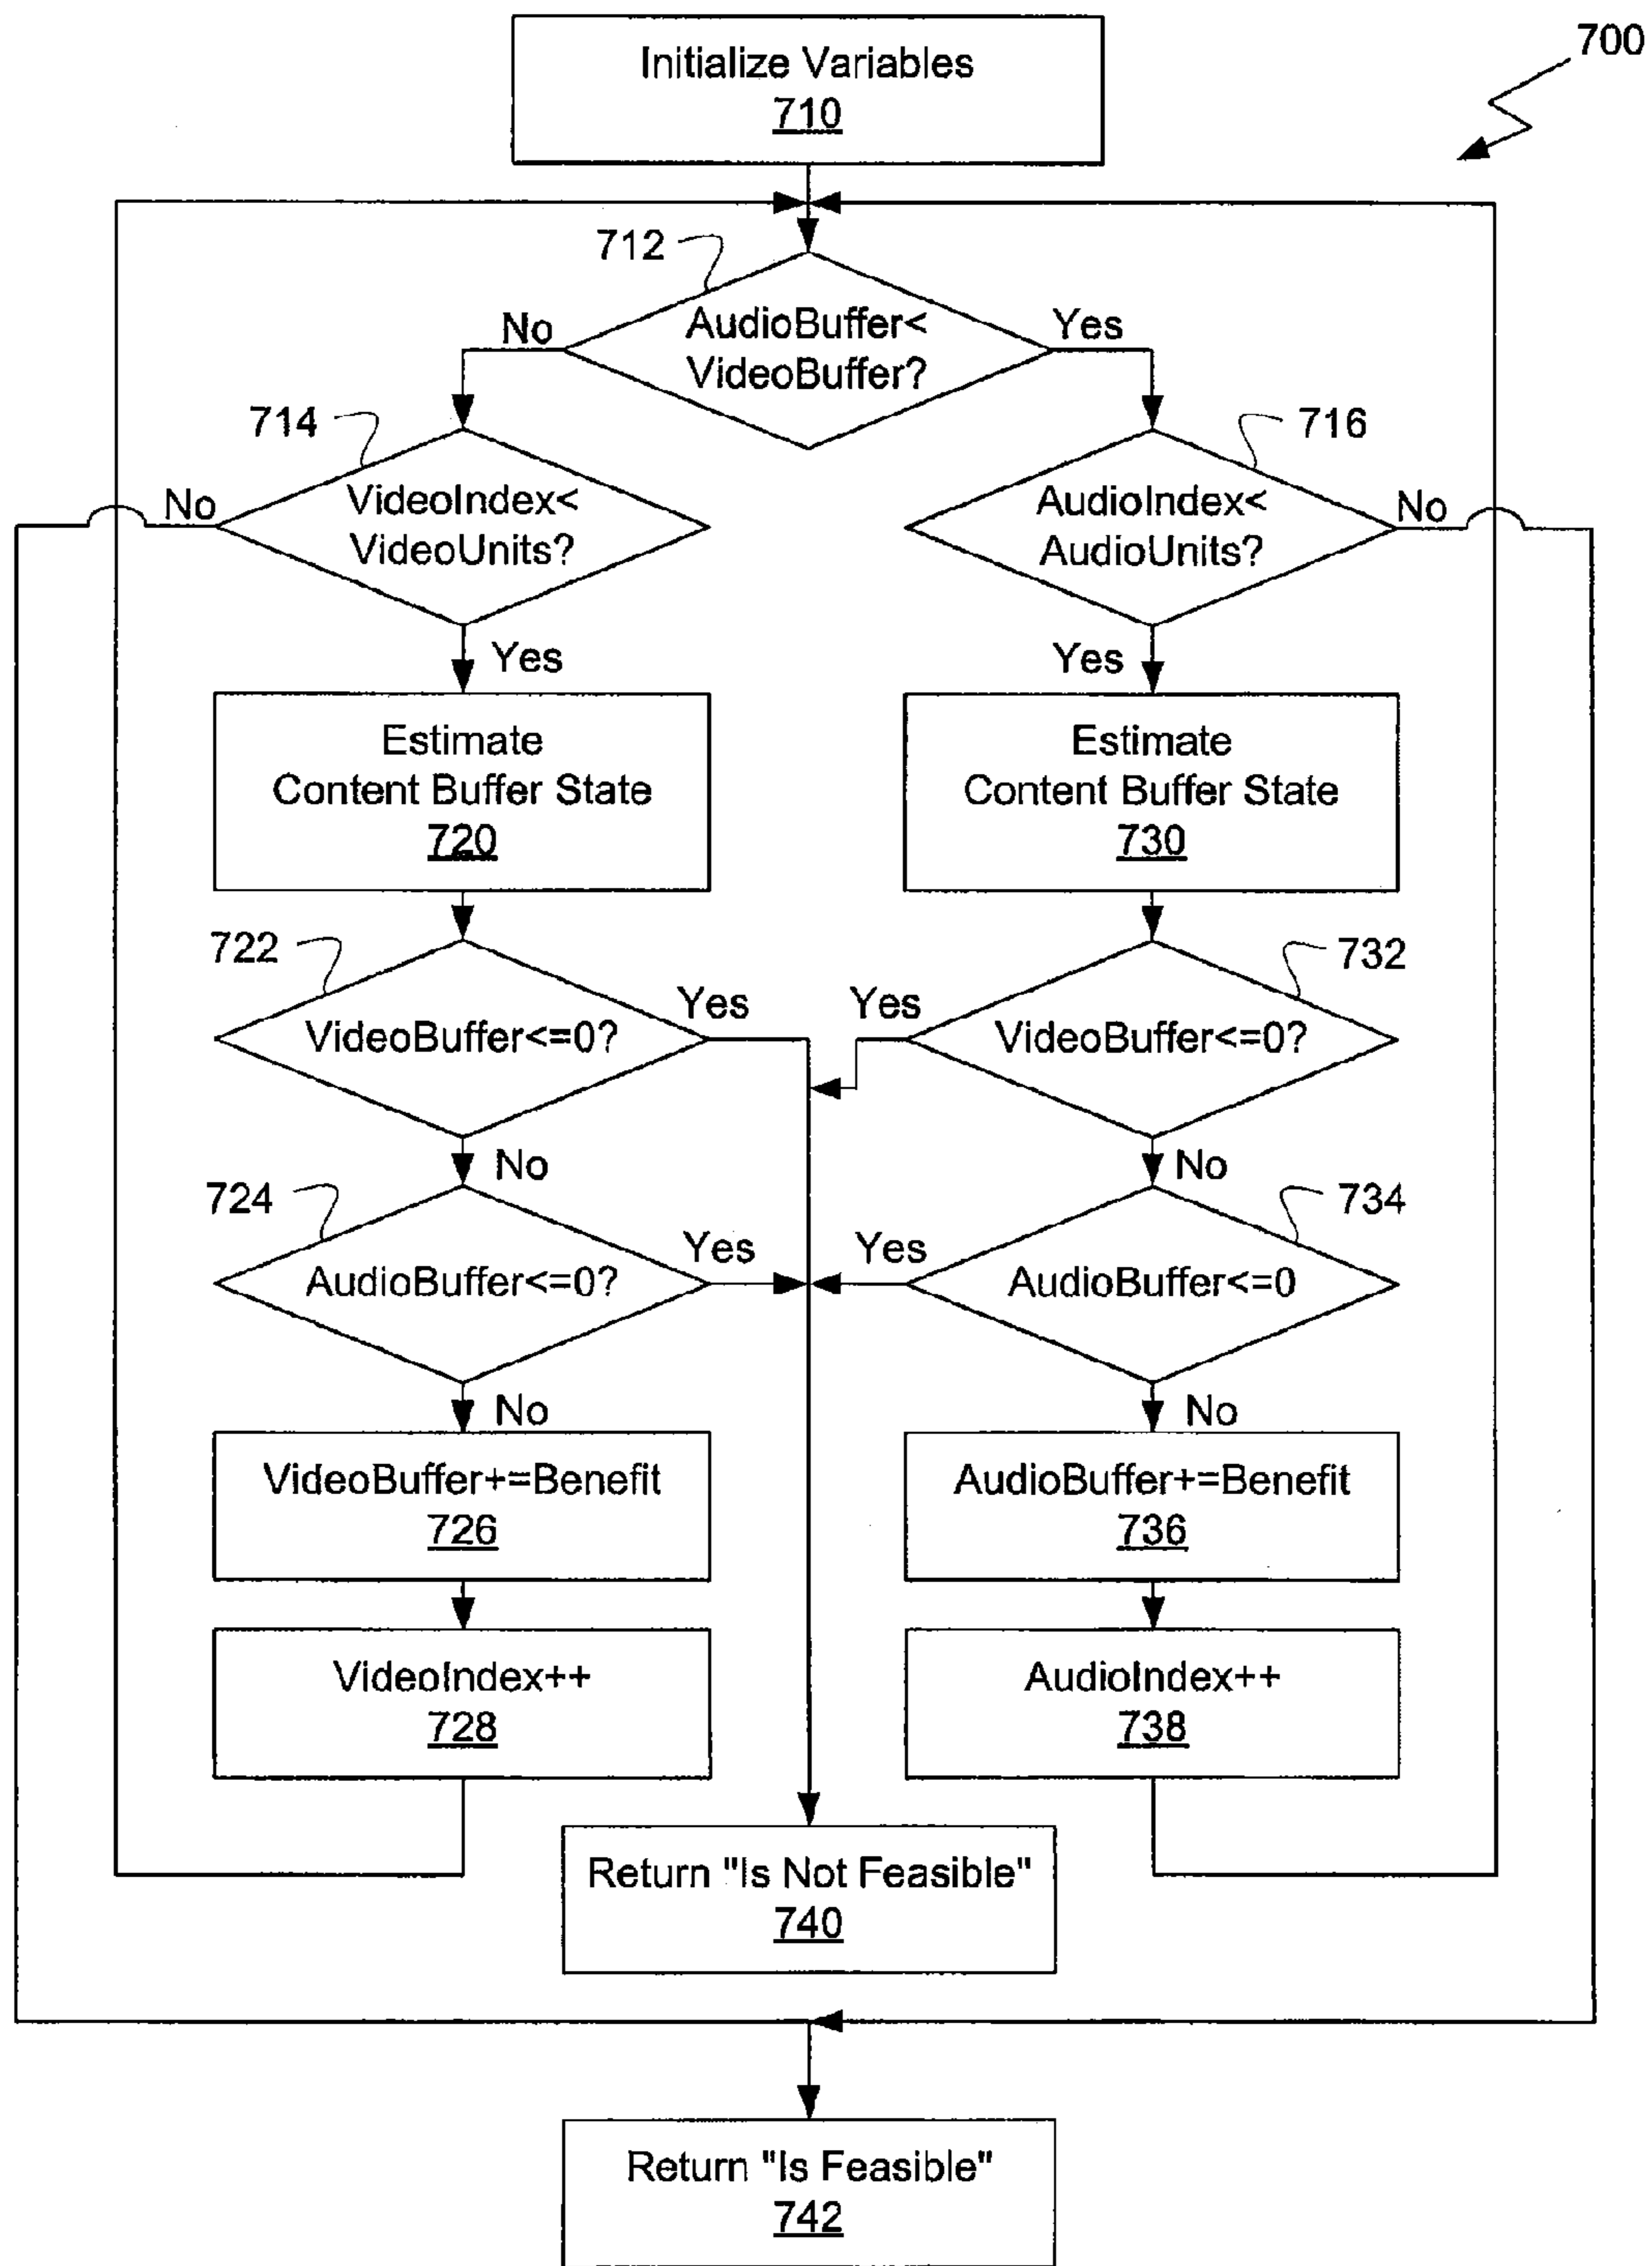 Initialize Variables
710
700
712
AudioBuffer<
VideoBuffer?
No
Yes
714
VideoIndex<
VideoUnits?
No
Yes
716
AudioIndex<
AudioUnits?
No
Yes
Estimate
Content Buffer State
720
Estimate
Content Buffer State
730
722
VideoBuffer<=0?
Yes
No
732
VideoBuffer<=0?
Yes
No
724
AudioBuffer<=0?
Yes
No
734
AudioBuffer<=0
Yes
No
VideoBuffer+=Benefit
726
AudioBuffer+=Benefit
736
VideoIndex++
728
AudioIndex++
738
Return "Is Not Feasible"
740
Return "Is Feasible"
742